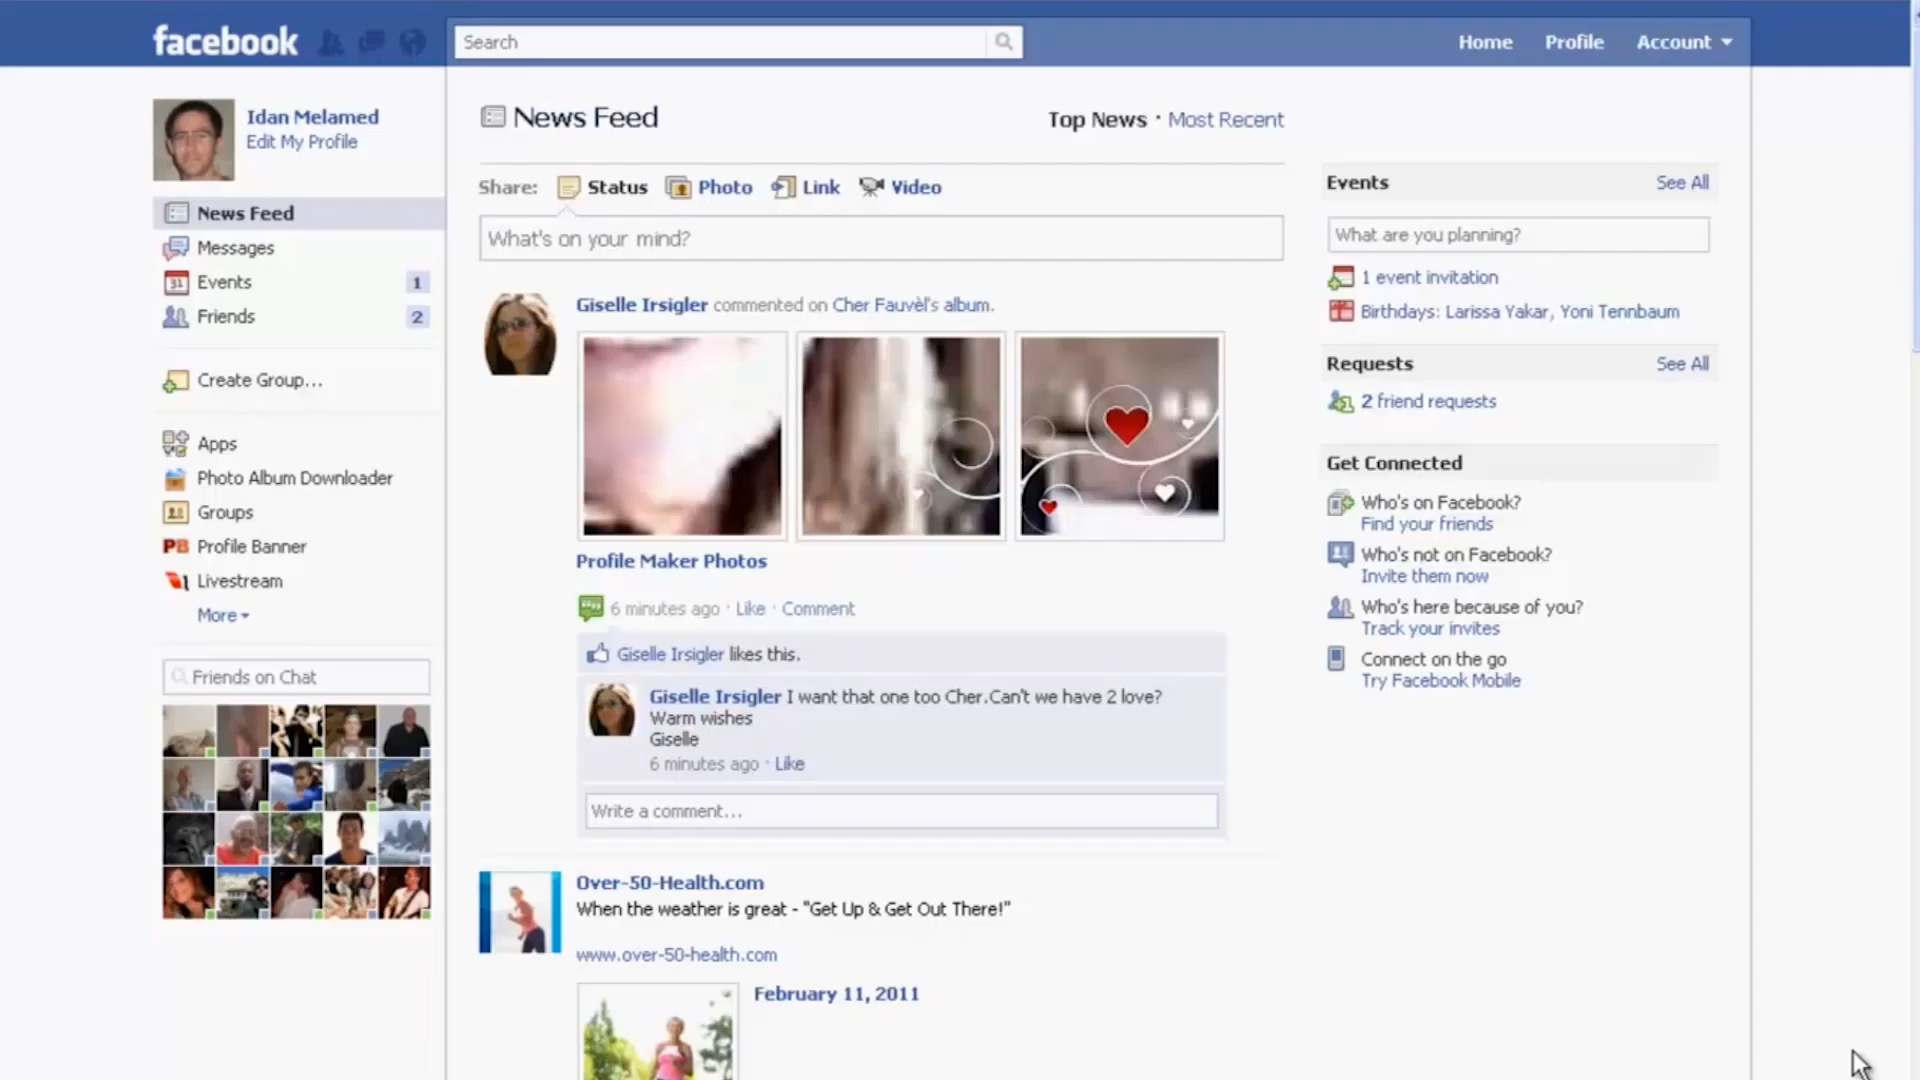 facebook
Search
Home Profile Account
Idan Melamed
Edit My Profile
News Feed
Messages
31 Events 1
Friends 2
Create Group...
Apps
Photo Album Downloader
Groups
PB Profile Banner
Livestream
More
Friends on Chat
News Feed
Top News · Most Recent
Share: Status Photo Link Video
What's on your mind?
Giselle Irsigler commented on Cher Fauvèl's album.
Profile Maker Photos
6 minutes ago · Like · Comment
Giselle Irsigler likes this.
Giselle Irsigler I want that one too Cher.Can't we have 2 love?
Warm wishes
Giselle
6 minutes ago · Like
Write a comment...
Over-50-Health.com
When the weather is great - "Get Up & Get Out There!"
www.over-50-health.com
February 11, 2011
Events See All
What are you planning?
1 event invitation
Birthdays: Larissa Yakar, Yoni Tennbaum
Requests See All
2 friend requests
Get Connected
Who's on Facebook?
Find your friends
Who's not on Facebook?
Invite them now
Who's here because of you?
Track your invites
Connect on the go
Try Facebook Mobile